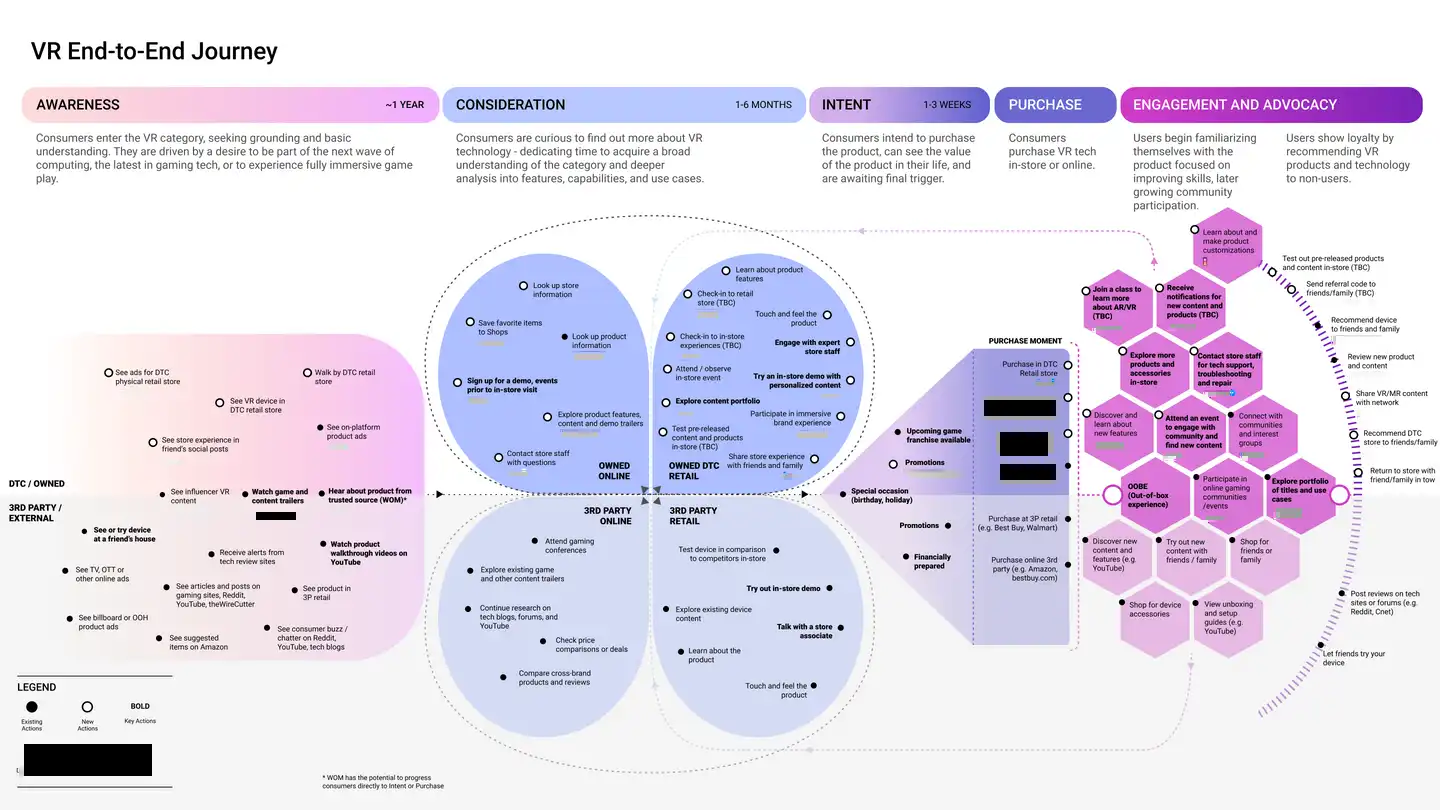 VR End-to-End Journey
AWARENESS
~1 YEAR
Consumers enter the VR category, seeking grounding and basic
understanding. They are driven by a desire to be part of the next wave of
computing, the latest in gaming tech, or to experience fully immersive game
play.
CONSIDERATION
1-6 MONTHS
Consumers are curious to find out more about VR
technology - dedicating time to acquire a broad
understanding of the category and deeper
analysis into features, capabilities, and use cases.
INTENT
1-3 WEEKS
Consumers intend to purchase
the product, can see the value
of the product in their life, and
are awaiting final trigger.
PURCHASE
Consumers
purchase VR tech
in-store or online.
ENGAGEMENT AND ADVOCACY
Users begin familiarizing
themselves with the
product focused on
improving skills, later
growing community
participation.
Users show loyalty by
recommending VR
products and technology
to non-users.
DTC / OWNED
3RD PARTY /
EXTERNAL
See ads for DTC
physical retail store
Walk by DTC retail
store
See VR device in
DTC retail store
See on-platform
product ads
See store experience in
friend's social posts
See influencer VR
content
Watch game and
content trailers
Hear about product from
trusted source (WOM)*
See or try device
at a friend's house
Receive alerts from
tech review sites
Watch product
walkthrough videos on
YouTube
See TV, OTT or
other online ads
See articles and posts on
gaming sites, Reddit,
YouTube, theWireCutter
See product in
3P retail
See billboard or OOH
product ads
See suggested
items on Amazon
See consumer buzz /
chatter on Reddit,
YouTube, tech blogs
Look up store
information
Save favorite items
to Shops
Look up product
information
Sign up for a demo, events
prior to in-store visit
Explore product features,
content and demo trailers
Contact store staff
with questions
OWNED
ONLINE
Learn about product
features
Check-in to retail
store (TBC)
Touch and feel the
product
Check-in to in-store
experiences (TBC)
Engage with expert
store staff
Attend / observe
in-store event
Try an in-store demo with
personalized content
Explore content portfolio
Participate in immersive
brand experience
Test pre-released
content and products
in-store (TBC)
Share store experience
with friends and family
OWNED DTC
RETAIL
3RD PARTY
ONLINE
Attend gaming
conferences
Explore existing game
and other content trailers
Continue research on
tech blogs, forums, and
YouTube
Check price
comparisons or deals
Compare cross-brand
products and reviews
3RD PARTY
RETAIL
Test device in comparison
to competitors in-store
Try out in-store demo
Explore existing device
content
Talk with a store
associate
Learn about the
product
Touch and feel the
product
Upcoming game
franchise available
Promotions
Special occasion
(birthday, holiday)
Promotions
Financially
prepared
PURCHASE MOMENT
Purchase in DTC
Retail store
Purchase at 3P retail
(e.g. Best Buy, Walmart)
Purchase online 3rd
party (e.g. Amazon,
bestbuy.com)
Learn about and
make product
customizations
Join a class to
learn more
about AR/VR
(TBC)
Receive
notifications for
new content and
products (TBC)
Explore more
products and
accessories
in-store
Contact store staff
for tech support,
troubleshooting
and repair
Discover and
learn about
new features
Attend an event
to engage with
community and
find new content
Connect with
communities
and interest
groups
OOBE
(Out-of-box
experience)
Participate in
online gaming
communities
/events
Explore portfolio
of titles and use
cases
Discover new
content and
features (e.g.
YouTube)
Try out new
content with
friends / family
Shop for
friends or
family
Shop for device
accessories
View unboxing
and setup
guides (e.g.
YouTube)
Test out pre-released products
and content in-store (TBC)
Send referral code to
friends/family (TBC)
Recommend device
to friends and family
Review new product
and content
Share VR/MR content
with network
Recommend DTC
store to friends/family
Return to store with
friend/family in tow
Post reviews on tech
sites or forums (e.g.
Reddit, Cnet)
Let friends try your
device
LEGEND
BOLD
Existing
Actions
New
Actions
Key Actions
* WOM has the potential to progress
consumers directly to Intent or Purchase